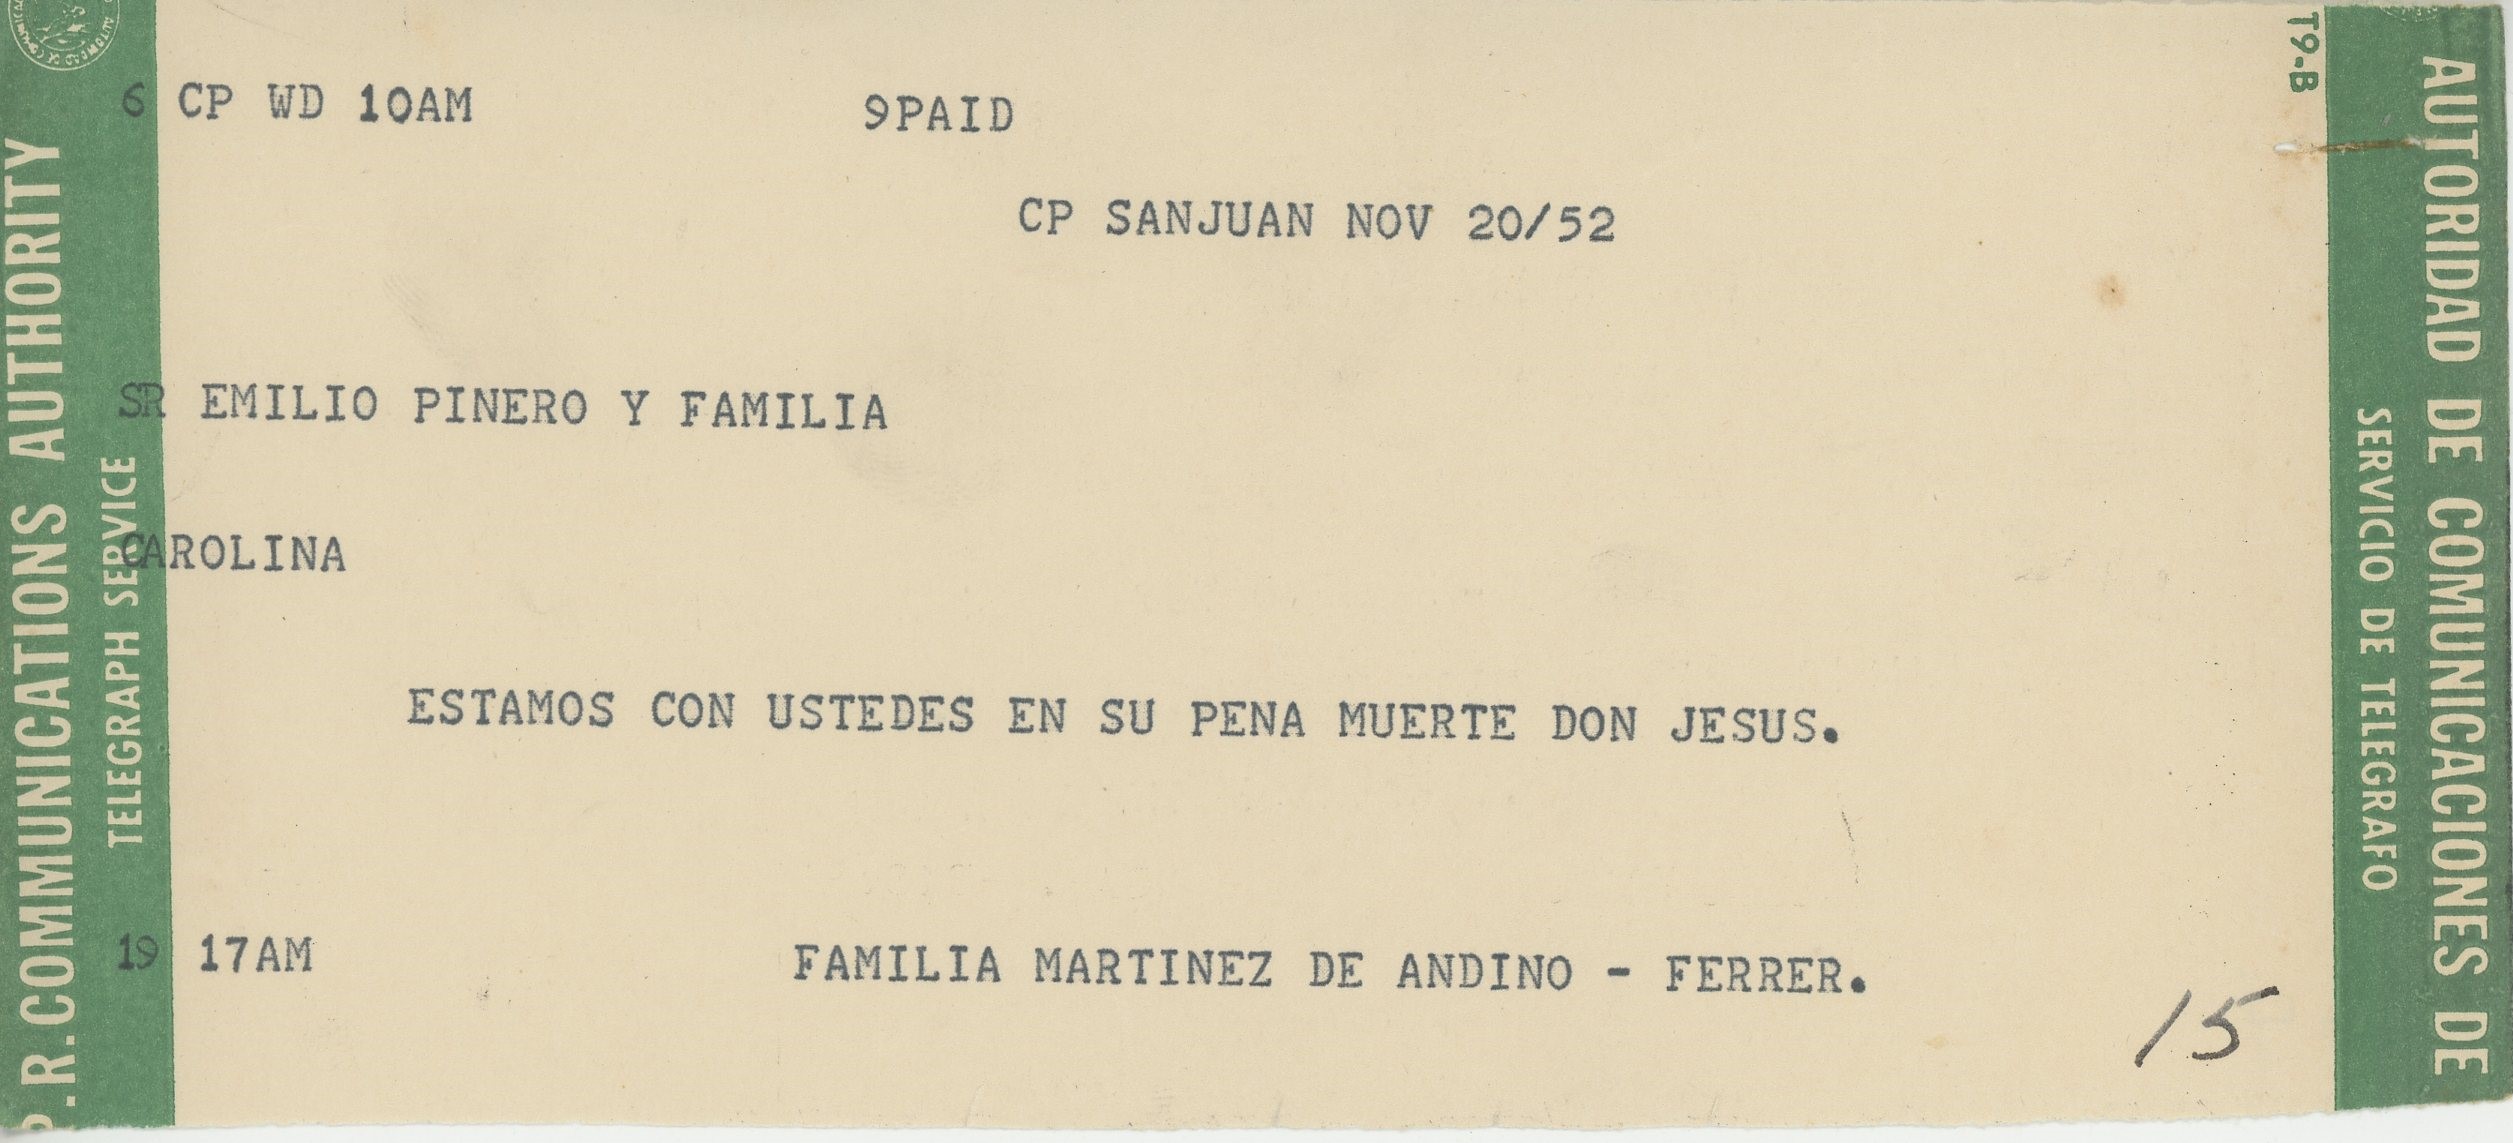 P.R. COMMUNICATIONS AUTHORITY
TELEGRAPH SERVICE
6 CP WD 10AM 9PAID
CP SANJUAN NOV 20/52
SR EMILIO PINERO Y FAMILIA
CAROLINA
ESTAMOS CON USTEDES EN SU PENA MUERTE DON JESUS.
19 17AM FAMILIA MARTINEZ DE ANDINO - FERRER.
15
T9-B
SERVICIO DE TELEGRAFO
AUTORIDAD DE COMUNICACIONES DE